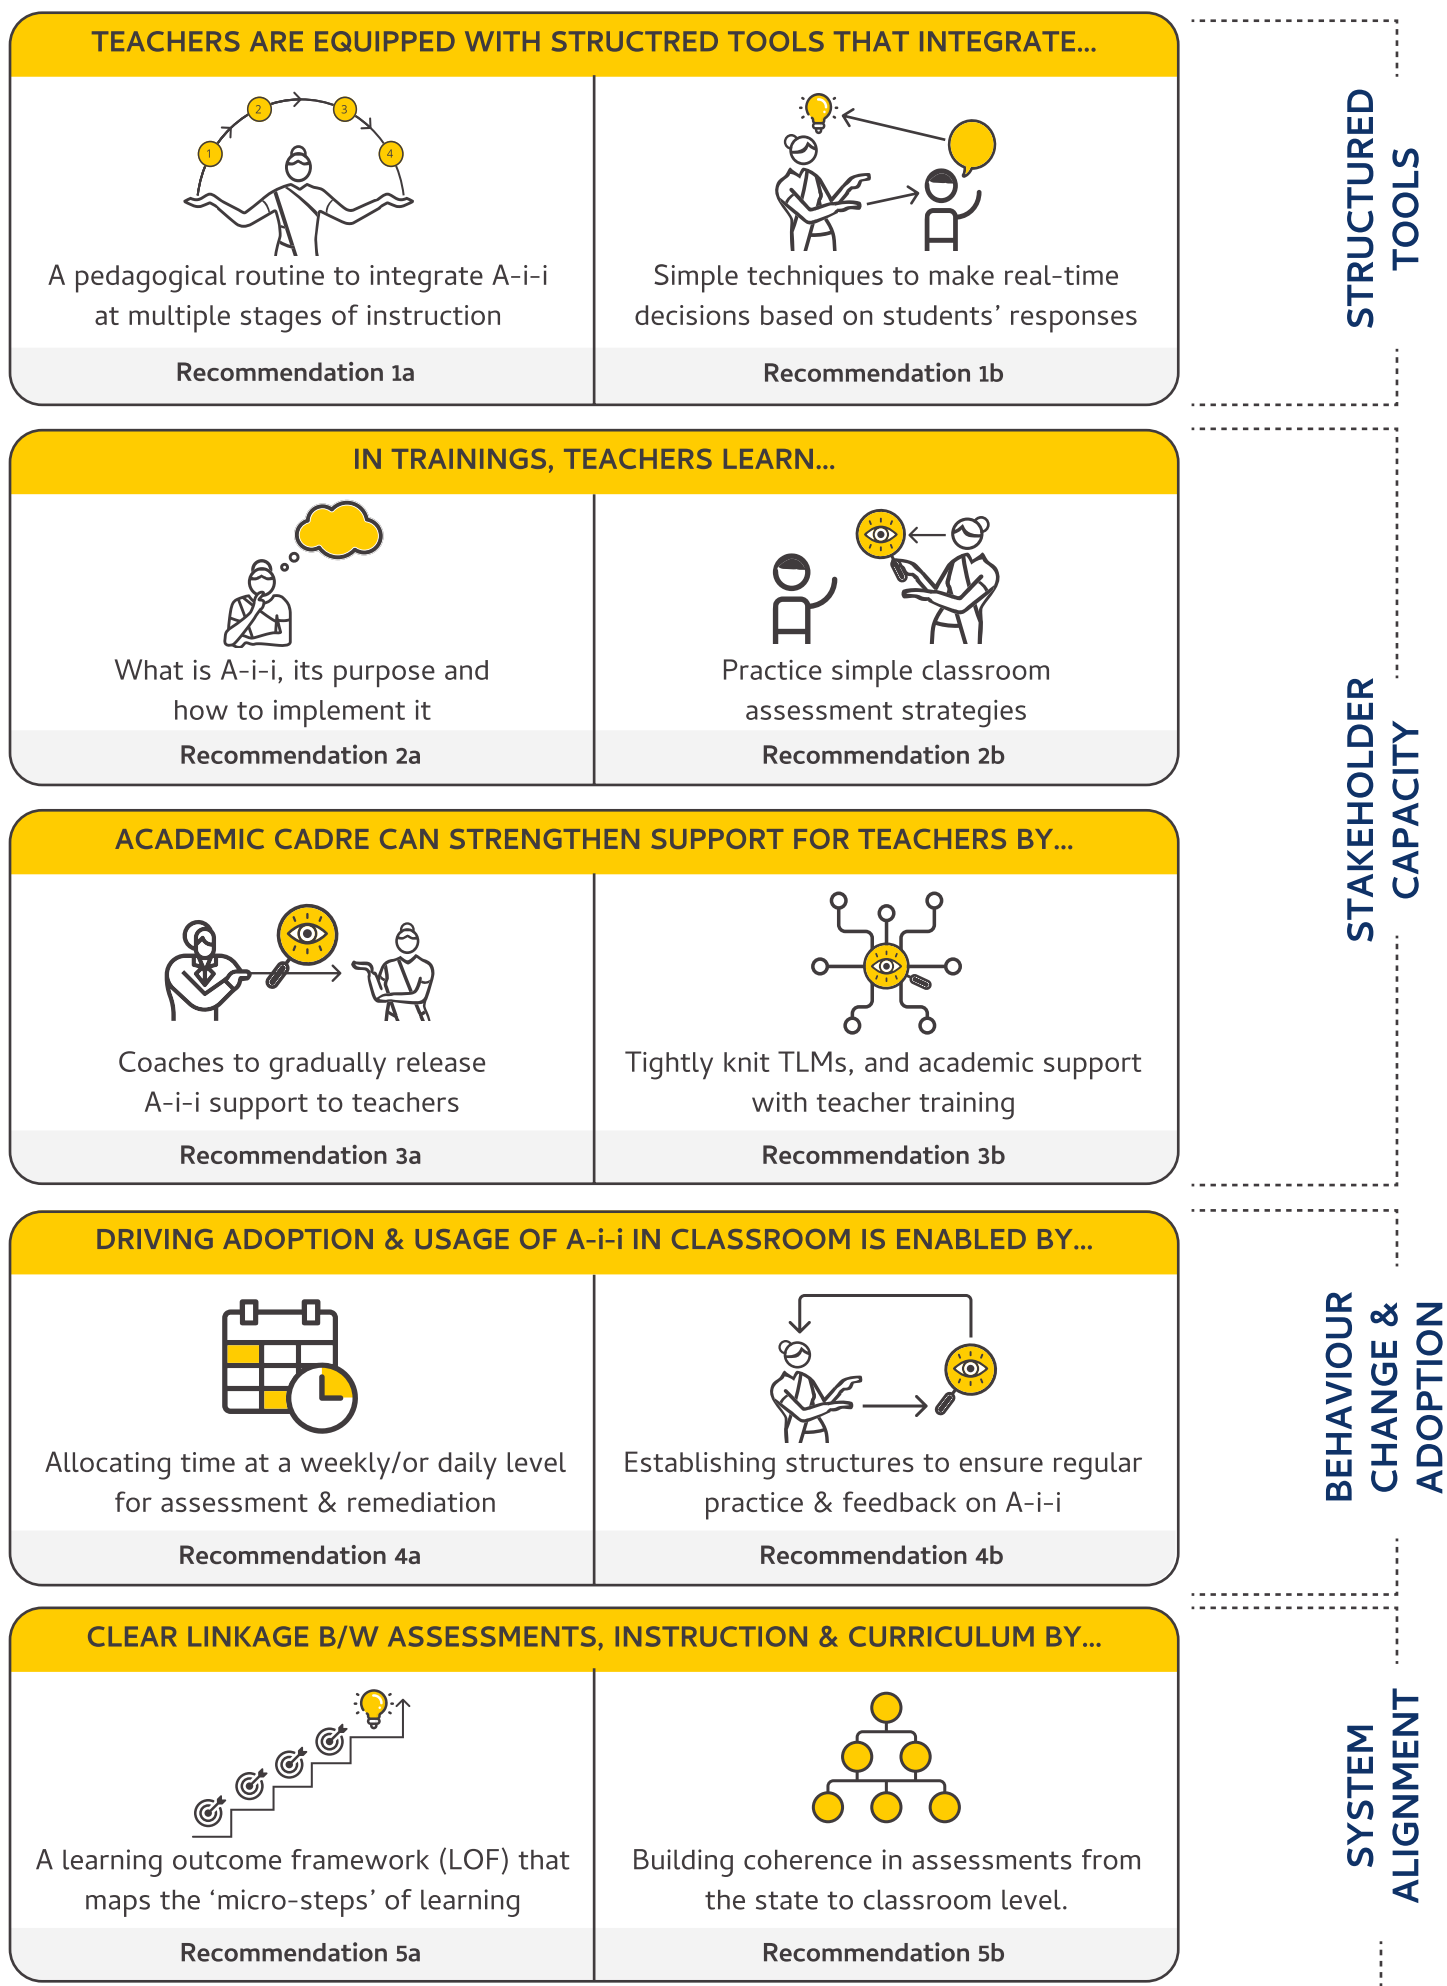 TEACHERS ARE EQUIPPED WITH STRUCTRED TOOLS THAT INTEGRATE...
1
2
3
4
A pedagogical routine to integrate A-i-i
at multiple stages of instruction
Recommendation 1a
Simple techniques to make real-time
decisions based on students’ responses
Recommendation 1b
STRUCTURED
TOOLS
IN TRAININGS, TEACHERS LEARN...
What is A-i-i, its purpose and
how to implement it
Recommendation 2a
Practice simple classroom
assessment strategies
Recommendation 2b
ACADEMIC CADRE CAN STRENGTHEN SUPPORT FOR TEACHERS BY...
Coaches to gradually release
A-i-i support to teachers
Recommendation 3a
Tightly knit TLMs, and academic support
with teacher training
Recommendation 3b
STAKEHOLDER
CAPACITY
DRIVING ADOPTION & USAGE OF A-i-i IN CLASSROOM IS ENABLED BY...
Allocating time at a weekly/or daily level
for assessment & remediation
Recommendation 4a
Establishing structures to ensure regular
practice & feedback on A-i-i
Recommendation 4b
BEHAVIOUR
CHANGE &
ADOPTION
CLEAR LINKAGE B/W ASSESSMENTS, INSTRUCTION & CURRICULUM BY...
A learning outcome framework (LOF) that
maps the ‘micro-steps’ of learning
Recommendation 5a
Building coherence in assessments from
the state to classroom level.
Recommendation 5b
SYSTEM
ALIGNMENT